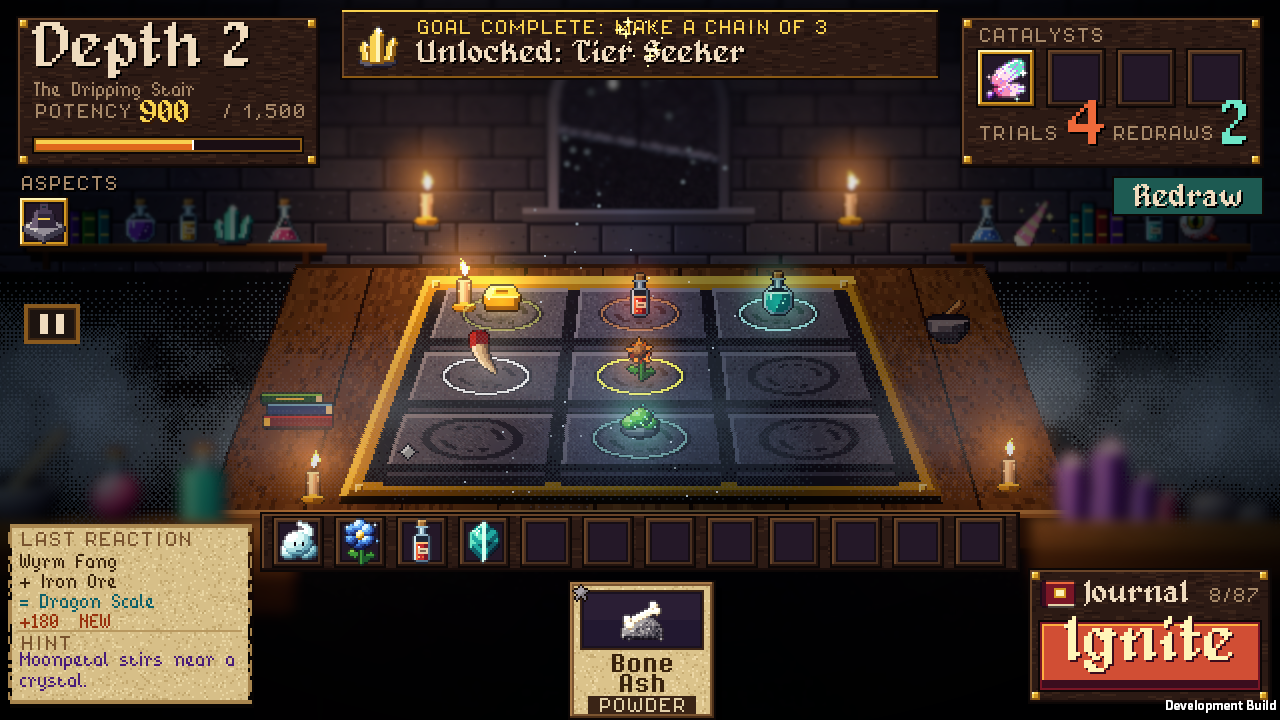 Depth 2
The Dripping Stair
POTENCY 900 / 1,500
ASPECTS
GOAL COMPLETE: MAKE A CHAIN OF 3
Unlocked: Tier Seeker
CATALYSTS
TRIALS 4 REDRAWS 2
Redraw
LAST REACTION
Wyrm Fang
+ Iron Ore
= Dragon Scale
+180 NEW
HINT
Moonpetal stirs near a
crystal.
Bone
Ash
POWDER
Journal 8/87
Ignite
Development Build